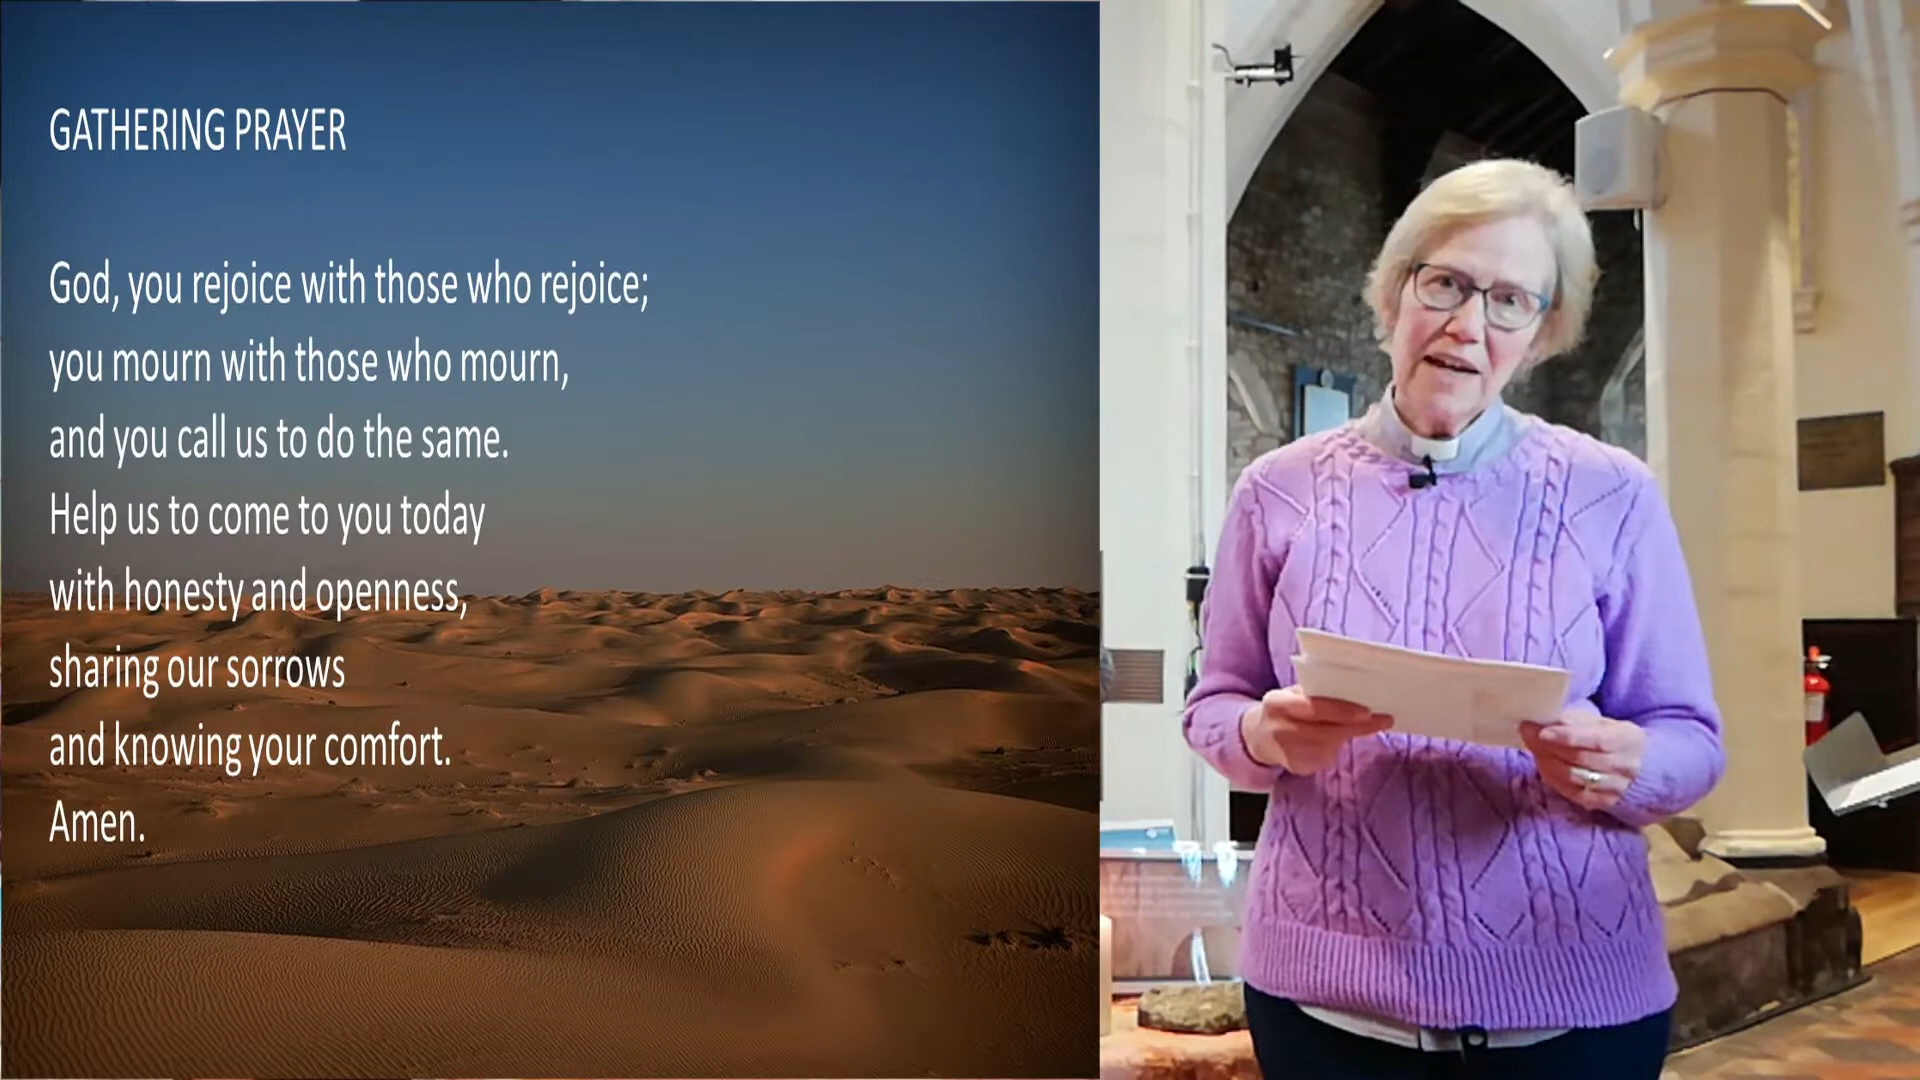 GATHERING PRAYER
God, you rejoice with those who rejoice;
you mourn with those who mourn,
and you call us to do the same.
Help us to come to you today
with honesty and openness,
sharing our sorrows
and knowing your comfort.
Amen.